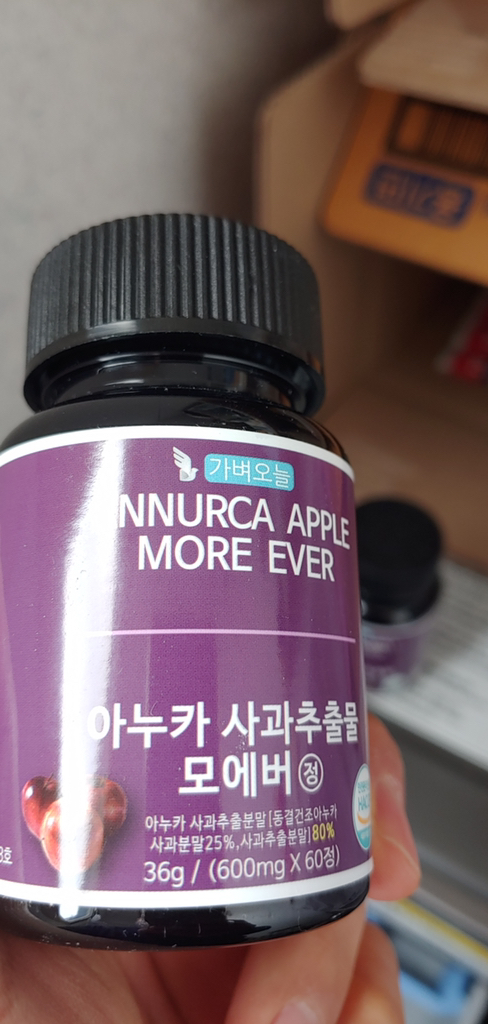 가벼오늘
NNURCA APPLE
MORE EVER
아누카 사과추출물
모에버 정
아누카 사과추출분말[동결건조아누카
사과분말25%,사과추출분말]80%
36g / (600mg X 60정)
3호